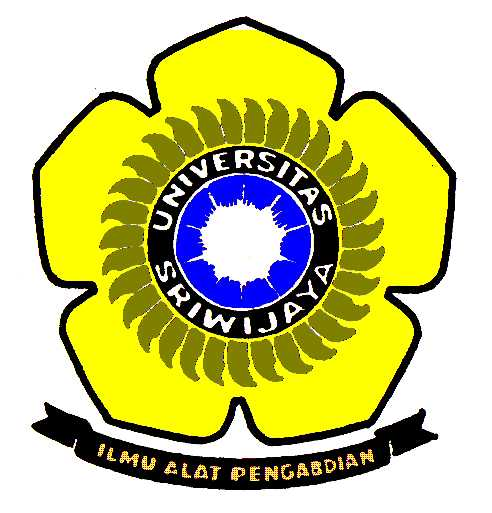 UNIVERSITAS
SRIWIJAYA
ILMU ALAT PENGABDIAN